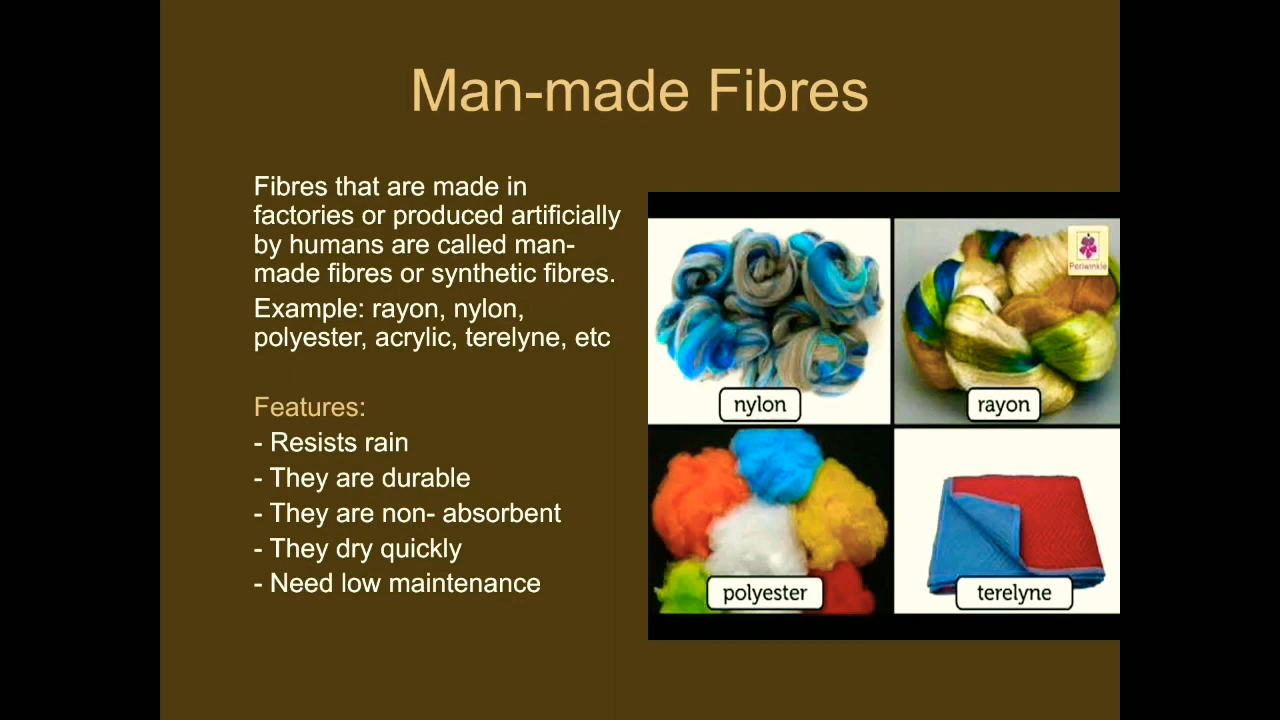 Man-made Fibres
Fibres that are made in
factories or produced artificially
by humans are called man-
made fibres or synthetic fibres.
Example: rayon, nylon,
polyester, acrylic, terelyne, etc
Features:
- Resists rain
- They are durable
- They are non- absorbent
- They dry quickly
- Need low maintenance
Periwinkle
nylon
rayon
polyester
terelyne